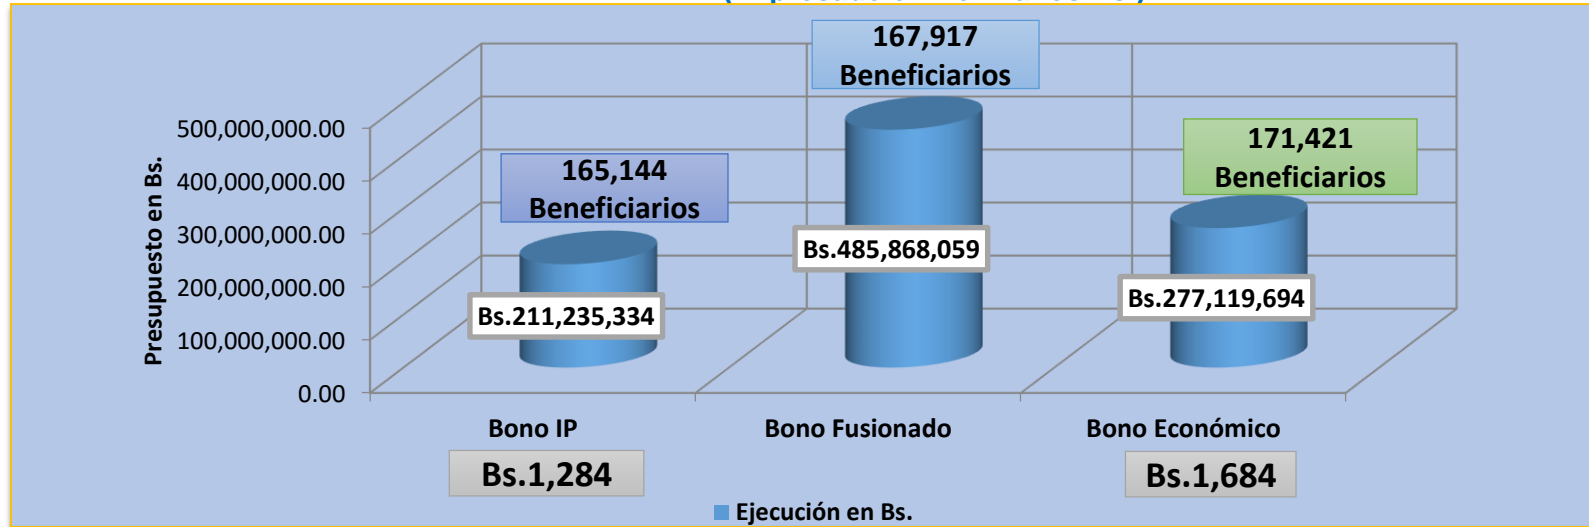 167,917
Beneficiarios
500,000,000.00
400,000,000.00
300,000,000.00
200,000,000.00
100,000,000.00
0.00
Presupuesto en Bs.
165,144
Beneficiarios
171,421
Beneficiarios
Bs.211,235,334
Bs.485,868,059
Bs.277,119,694
Bono IP
Bono Fusionado
Bono Económico
Bs.1,284
Bs.1,684
Ejecución en Bs.